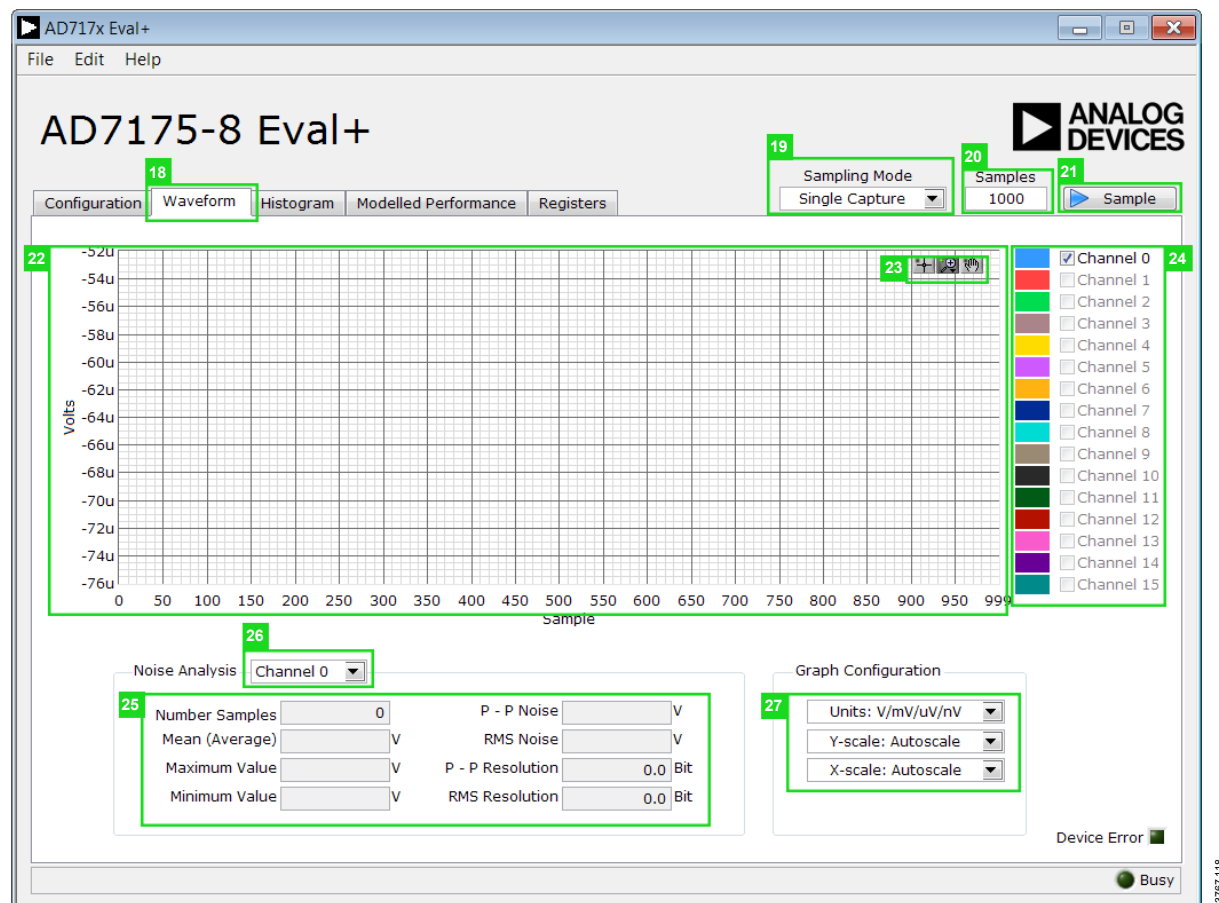 AD717x Eval+
File Edit Help
AD7175-8 Eval+
ANALOG
DEVICES
18
19
20
21
Sampling Mode
Samples
Configuration Waveform Histogram Modelled Performance Registers
Single Capture
1000
Sample
22
23
24
-52u
-54u
-56u
-58u
-60u
-62u
-64u
-66u
-68u
-70u
-72u
-74u
-76u
Volts
0 50 100 150 200 250 300 350 400 450 500 550 600 650 700 750 800 850 900 950 999
Sample
Channel 0
Channel 1
Channel 2
Channel 3
Channel 4
Channel 5
Channel 6
Channel 7
Channel 8
Channel 9
Channel 10
Channel 11
Channel 12
Channel 13
Channel 14
Channel 15
26
Noise Analysis Channel 0
25
Number Samples 0
Mean (Average) V
Maximum Value V
Minimum Value V
P - P Noise V
RMS Noise V
P - P Resolution 0.0 Bit
RMS Resolution 0.0 Bit
Graph Configuration
27
Units: V/mV/uV/nV
Y-scale: Autoscale
X-scale: Autoscale
Device Error
Busy